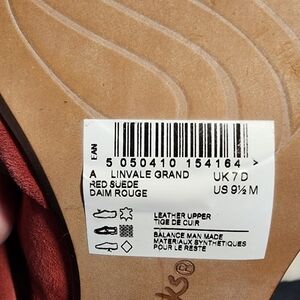 EAN
5 050410 154164 >
A LINVALE GRAND UK 7 D
RED SUEDE US 9½ M
DAIM ROUGE
LEATHER UPPER
TIGE DE CUIR
BALANCE MAN MADE
MATERIAUX SYNTHETIQUES
POUR LE RESTE